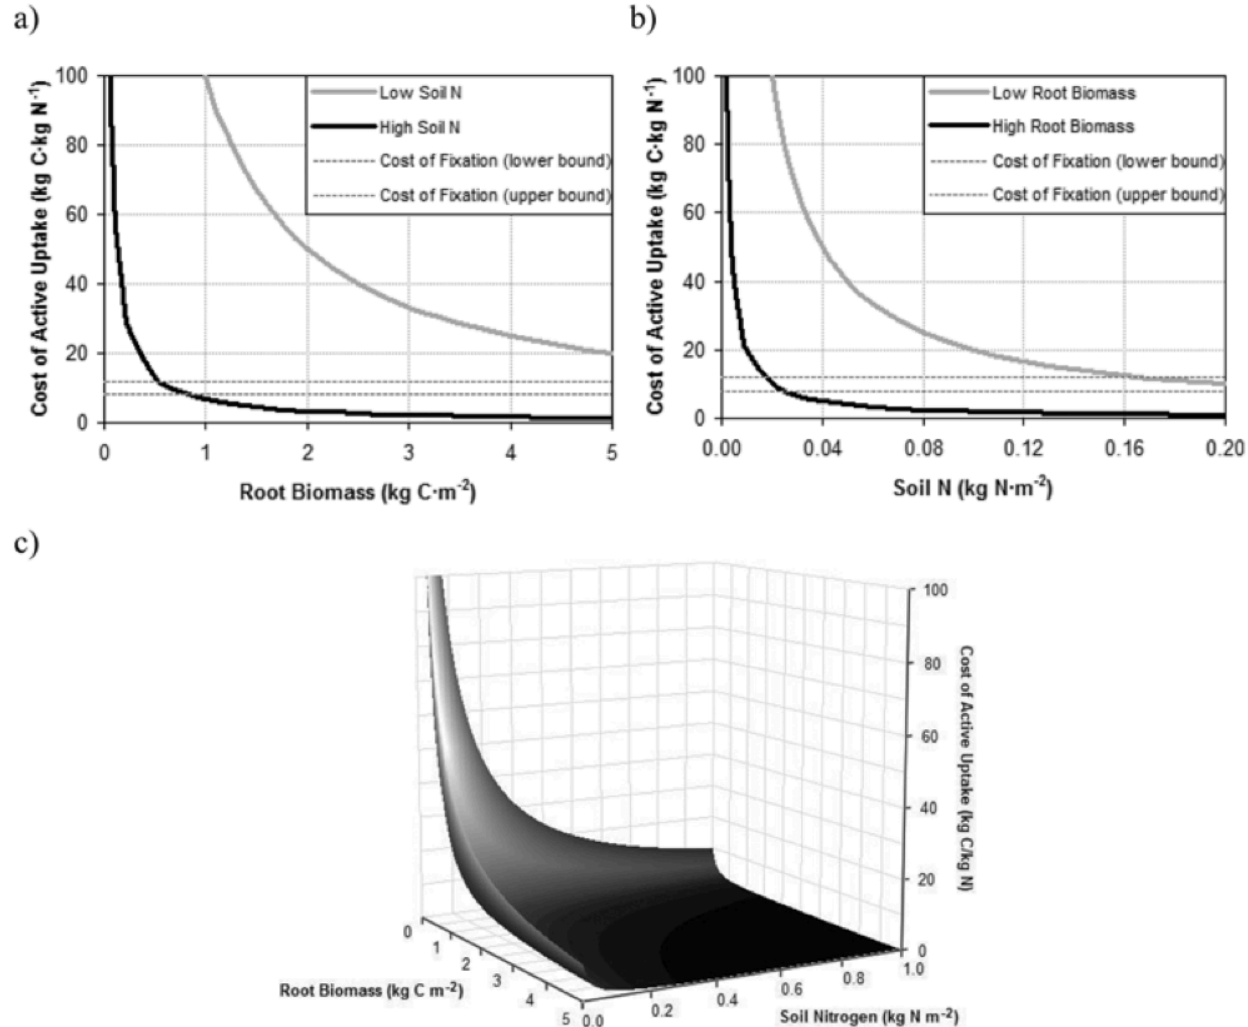 a)
100
80
60
40
20
0
Cost of Active Uptake (kg C·kg N⁻¹)
Low Soil N
High Soil N
Cost of Fixation (lower bound)
Cost of Fixation (upper bound)
0 1 2 3 4 5
Root Biomass (kg C·m⁻²)
b)
100
80
60
40
20
0
Cost of Active Uptake (kg C·kg N⁻¹)
Low Root Biomass
High Root Biomass
Cost of Fixation (lower bound)
Cost of Fixation (upper bound)
0.00 0.04 0.08 0.12 0.16 0.20
Soil N (kg N·m⁻²)
c)
100
80
60
40
20
0
Cost of Active Uptake (kg C/kg N)
0 1 2 3 4 5
Root Biomass (kg C m⁻²)
0.0 0.2 0.4 0.6 0.8 1.0
Soil Nitrogen (kg N m⁻²)